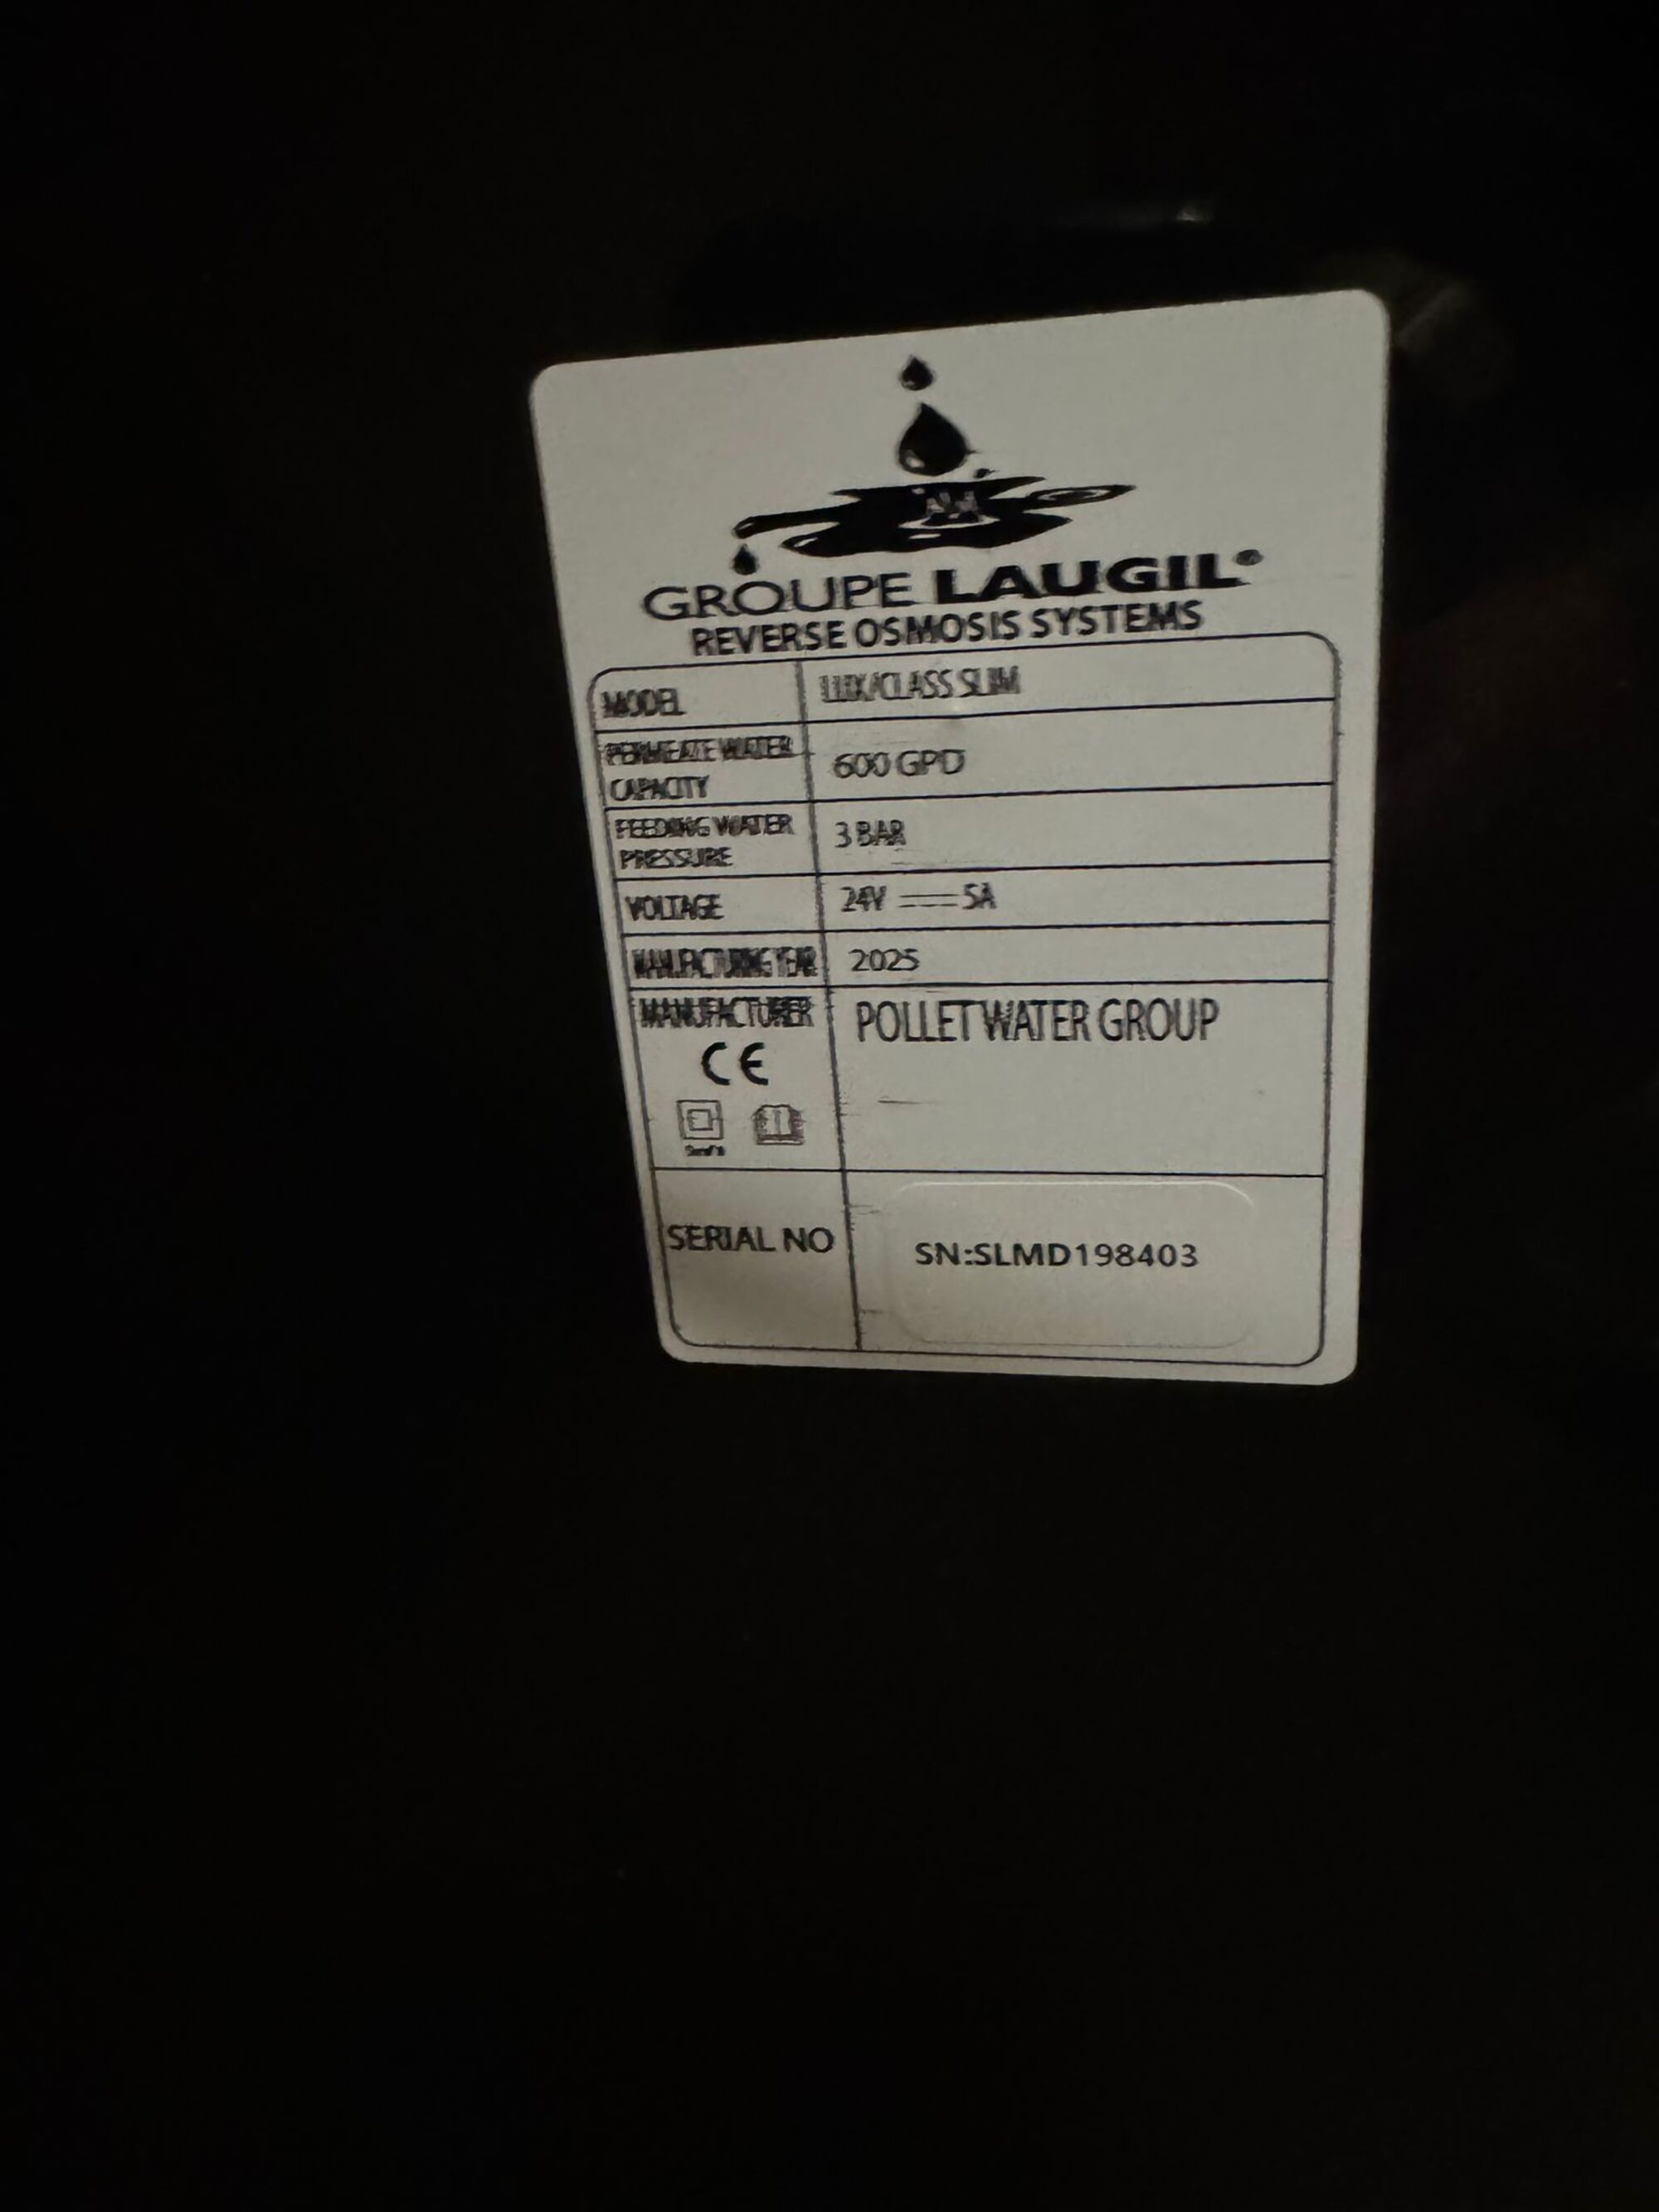 GROUPE LAUGIL
REVERSE OSMOSIS SYSTEMS
MODEL LUX/CLASS SLIM
PERMEATE WATER CAPACITY 600 GPD
FEEDING WATER PRESSURE 3 BAR
VOLTAGE 24V ⎓ 5A
MANUFACTURING YEAR 2025
MANUFACTURER POLLET WATER GROUP
CE
SERIAL NO SN:SLMD198403